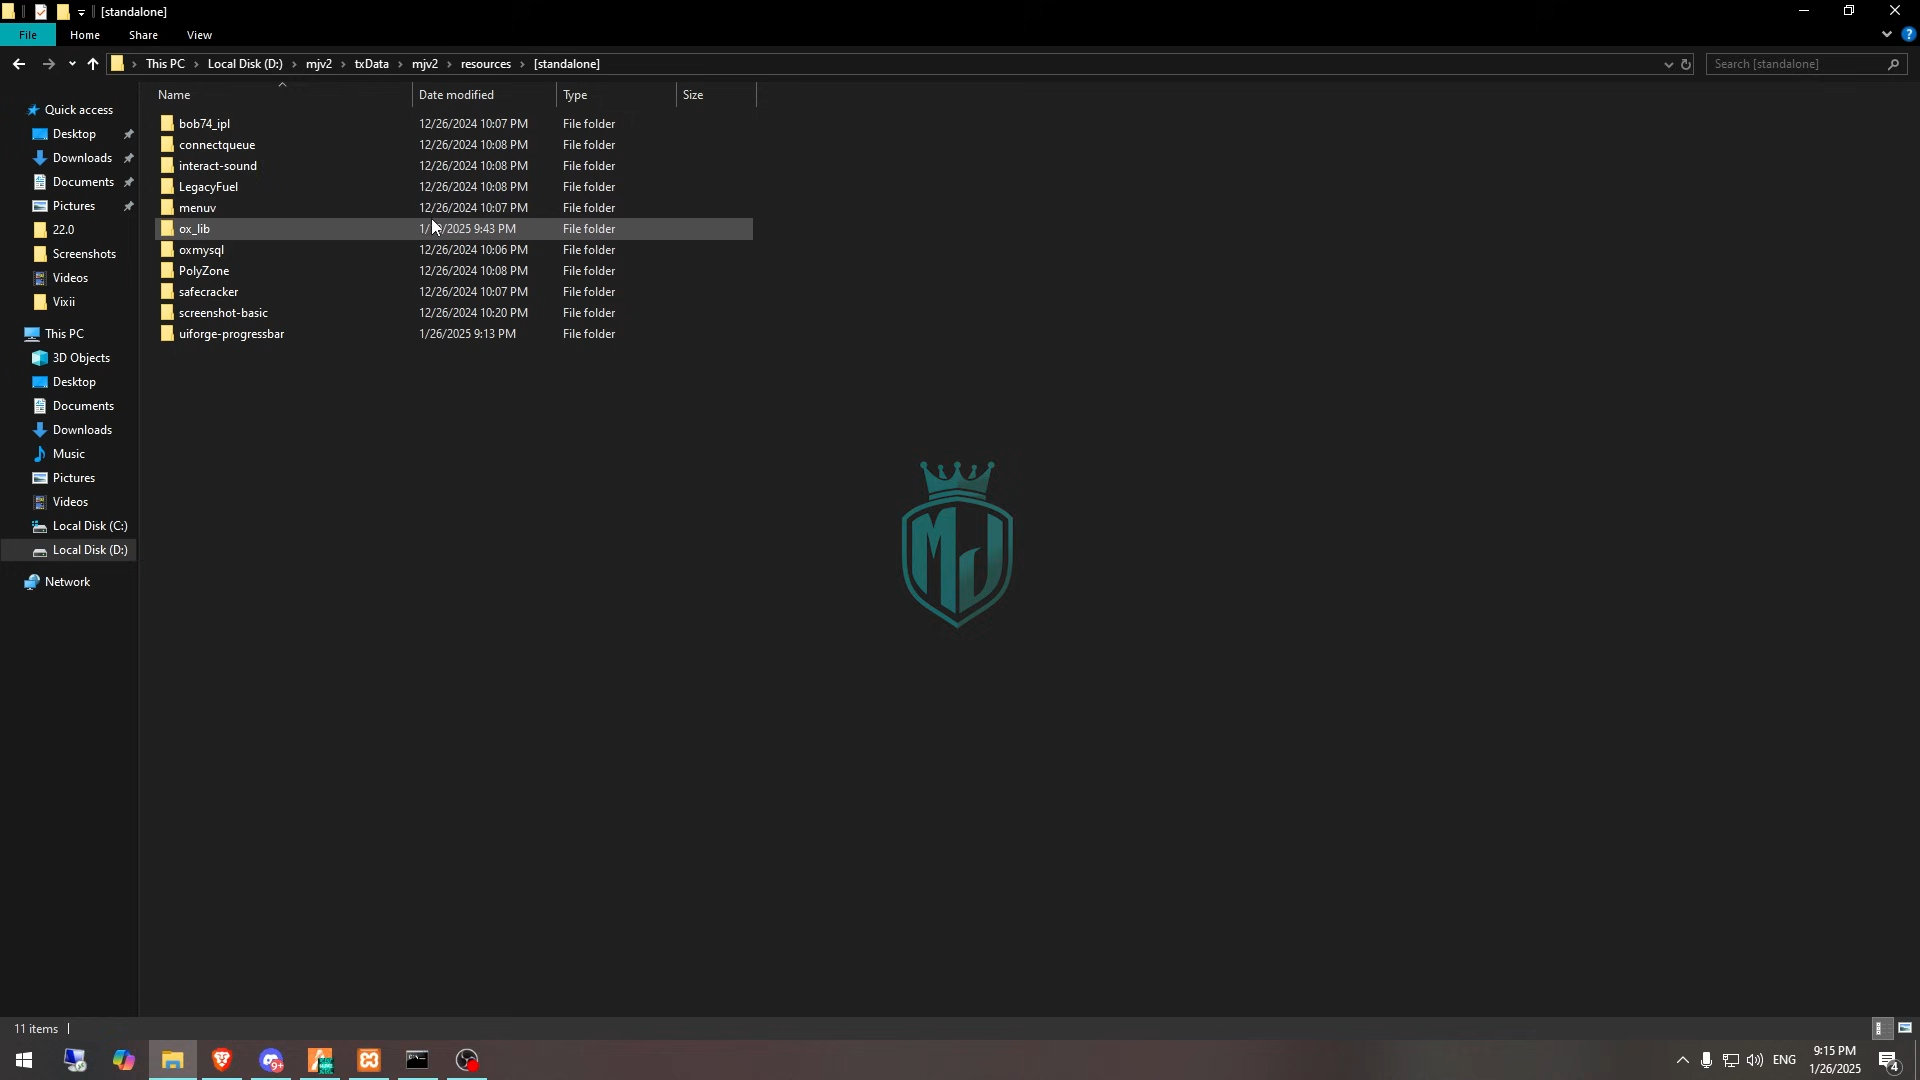 [standalone]
File Home Share View
This PC Local Disk (D:) mjv2 txData mjv2 resources [standalone]
Search [standalone]
Name Date modified Type Size
Quick access
Desktop
Downloads
Documents
Pictures
22.0
Screenshots
Videos
Vixii
This PC
3D Objects
Desktop
Documents
Downloads
Music
Pictures
Videos
Local Disk (C:)
Local Disk (D:)
Network
bob74_ipl 12/26/2024 10:07 PM File folder
connectqueue 12/26/2024 10:08 PM File folder
interact-sound 12/26/2024 10:08 PM File folder
LegacyFuel 12/26/2024 10:08 PM File folder
menuv 12/26/2024 10:07 PM File folder
ox_lib 9:43 PM File folder
oxmysql 12/26/2024 10:06 PM File folder
PolyZone 12/26/2024 10:08 PM File folder
safecracker 12/26/2024 10:07 PM File folder
screenshot-basic 12/26/2024 10:20 PM File folder
uiforge-progressbar 1/26/2025 9:13 PM File folder
MJ
11 items
9+
ENG
9:15 PM
1/26/2025
4